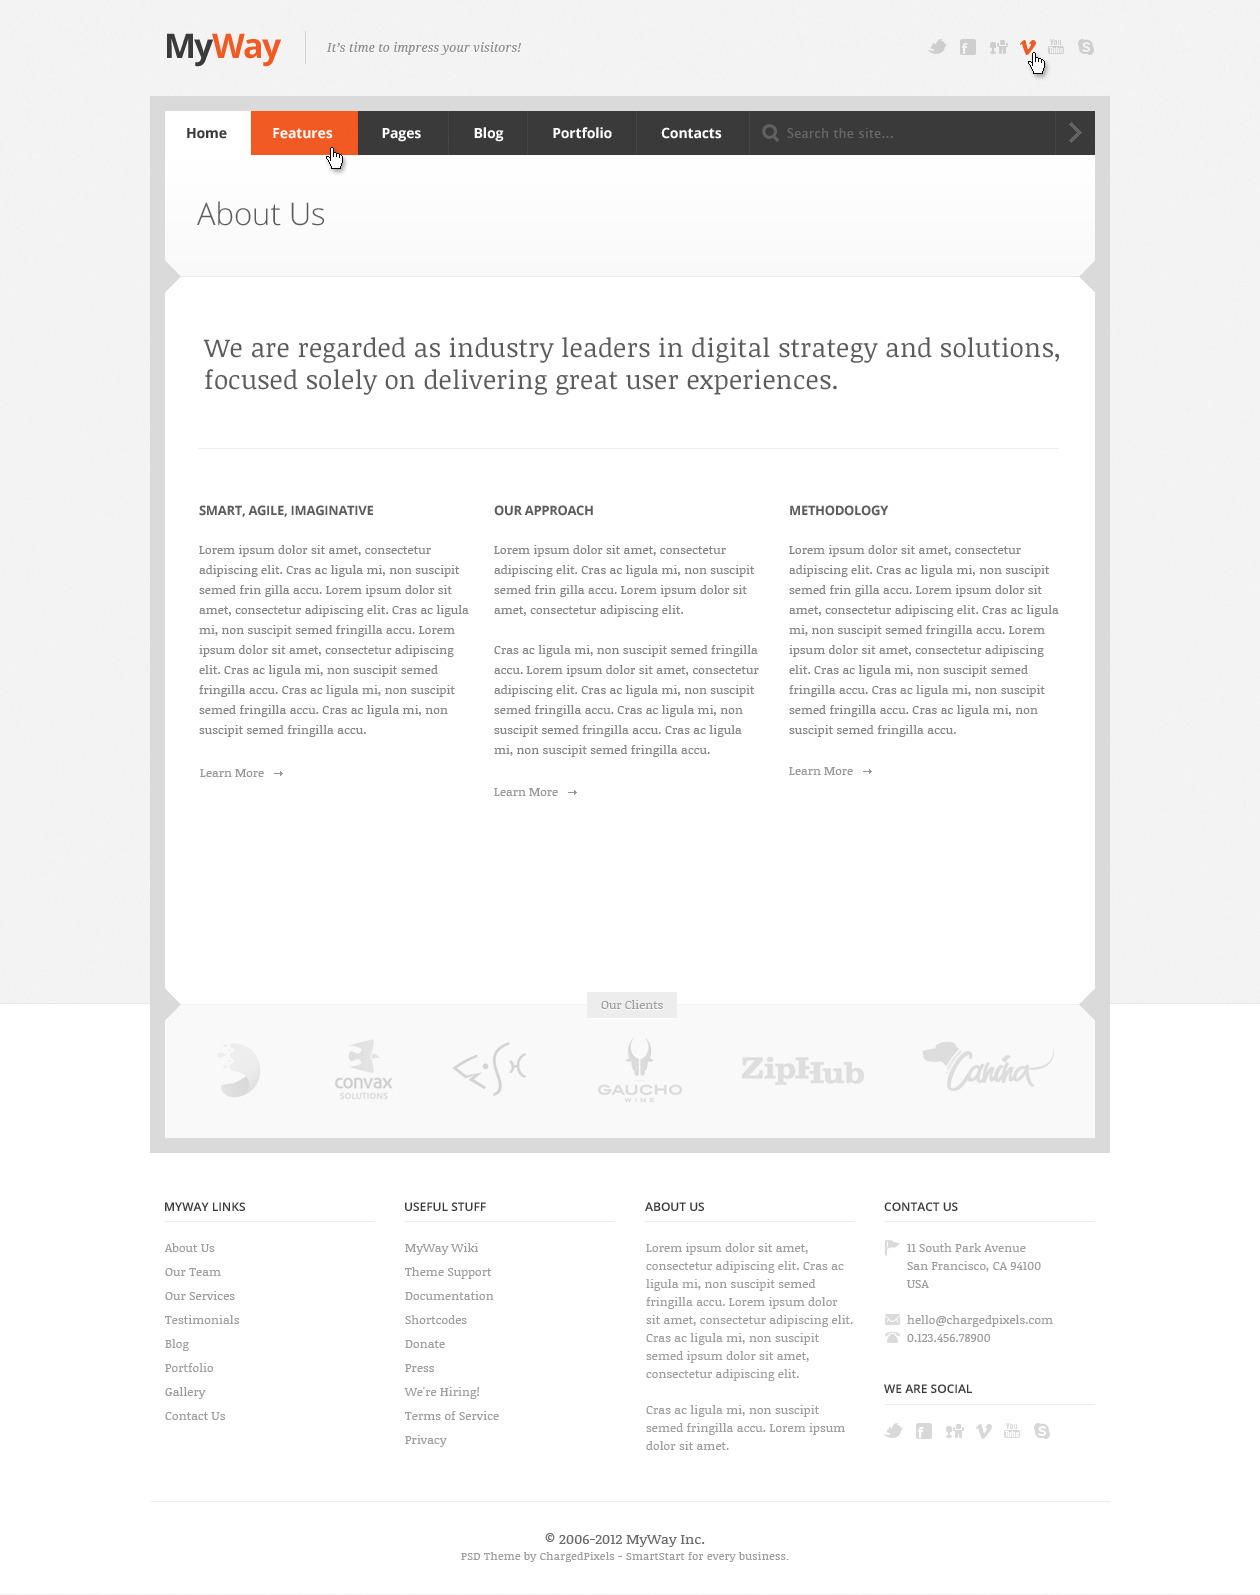 MyWay
It's time to impress your visitors!
You
Tube
Home
Features
Pages
Blog
Portfolio
Contacts
Search the site...
About Us
We are regarded as industry leaders in digital strategy and solutions,
focused solely on delivering great user experiences.
SMART, AGILE, IMAGINATIVE
Lorem ipsum dolor sit amet, consectetur
adipiscing elit. Cras ac ligula mi, non suscipit
semed frin gilla accu. Lorem ipsum dolor sit
amet, consectetur adipiscing elit. Cras ac ligula
mi, non suscipit semed fringilla accu. Lorem
ipsum dolor sit amet, consectetur adipiscing
elit. Cras ac ligula mi, non suscipit semed
fringilla accu. Cras ac ligula mi, non suscipit
semed fringilla accu. Cras ac ligula mi, non
suscipit semed fringilla accu.
Learn More
OUR APPROACH
Lorem ipsum dolor sit amet, consectetur
adipiscing elit. Cras ac ligula mi, non suscipit
semed frin gilla accu. Lorem ipsum dolor sit
amet, consectetur adipiscing elit.
Cras ac ligula mi, non suscipit semed fringilla
accu. Lorem ipsum dolor sit amet, consectetur
adipiscing elit. Cras ac ligula mi, non suscipit
semed fringilla accu. Cras ac ligula mi, non
suscipit semed fringilla accu. Cras ac ligula
mi, non suscipit semed fringilla accu.
Learn More
METHODOLOGY
Lorem ipsum dolor sit amet, consectetur
adipiscing elit. Cras ac ligula mi, non suscipit
semed frin gilla accu. Lorem ipsum dolor sit
amet, consectetur adipiscing elit. Cras ac ligula
mi, non suscipit semed fringilla accu. Lorem
ipsum dolor sit amet, consectetur adipiscing
elit. Cras ac ligula mi, non suscipit semed
fringilla accu. Cras ac ligula mi, non suscipit
semed fringilla accu. Cras ac ligula mi, non
suscipit semed fringilla accu.
Learn More
Our Clients
convax
SOLUTIONS
GAUCHO
WINE
ZipHub
Canina
MYWAY LINKS
About Us
Our Team
Our Services
Testimonials
Blog
Portfolio
Gallery
Contact Us
USEFUL STUFF
MyWay Wiki
Theme Support
Documentation
Shortcodes
Donate
Press
We're Hiring!
Terms of Service
Privacy
ABOUT US
Lorem ipsum dolor sit amet,
consectetur adipiscing elit. Cras ac
ligula mi, non suscipit semed
fringilla accu. Lorem ipsum dolor
sit amet, consectetur adipiscing elit.
Cras ac ligula mi, non suscipit
semed ipsum dolor sit amet,
consectetur adipiscing elit.
Cras ac ligula mi, non suscipit
semed fringilla accu. Lorem ipsum
dolor sit amet.
CONTACT US
11 South Park Avenue
San Francisco, CA 94100
USA
hello@chargedpixels.com
0.123.456.78900
WE ARE SOCIAL
You
Tube
© 2006-2012 MyWay Inc.
PSD Theme by ChargedPixels - SmartStart for every business.